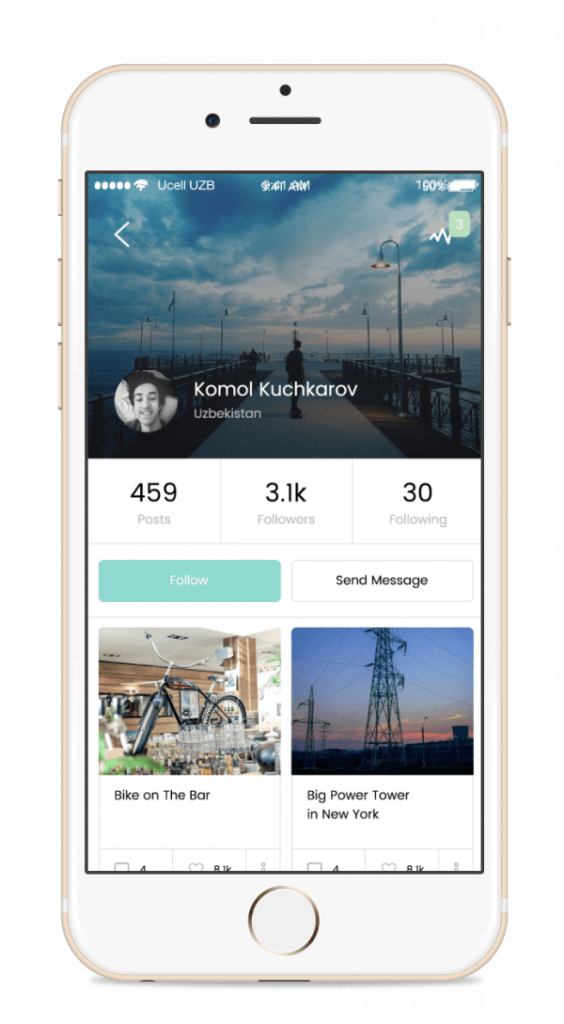 Ucell UZB
9:41 AM
3
Komol Kuchkarov
Uzbekistan
459
3.1k
30
Posts
Followers
Following
Follow
Send Message
Bike on The Bar
Big Power Tower
in New York
4
8.1k
4
8.1k